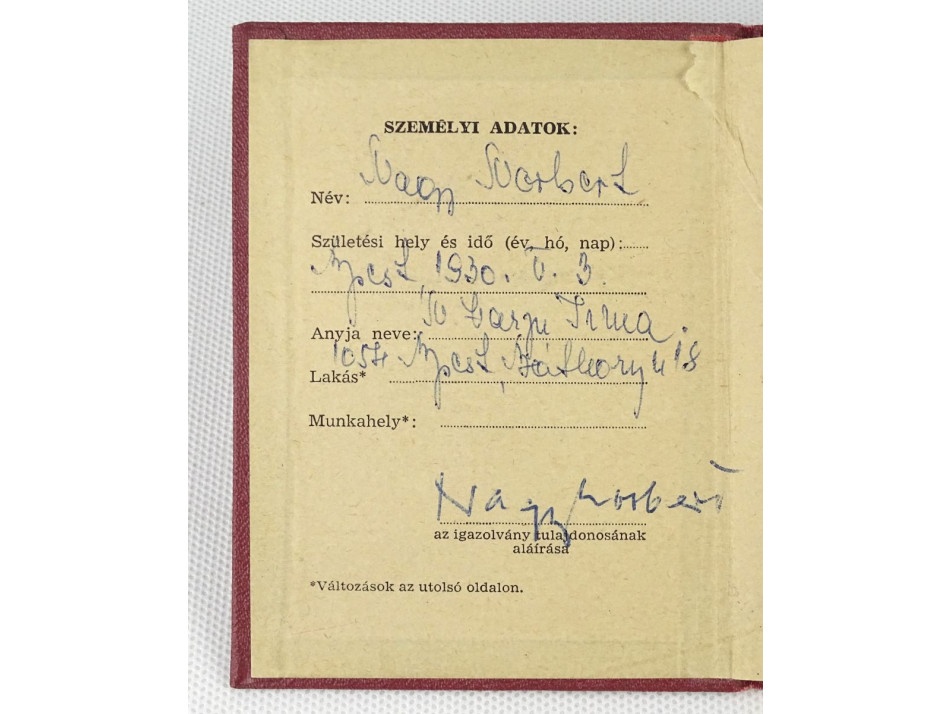 SZEMÉLYI ADATOK:
Név: Nagy Norbert
Születési hely és idő (év, hó, nap):
Bpest, 1930. V. 3.
Anyja neve: Irma.
Lakás* 1054 Bpest, Báthory u 18
Munkahely*:
Nagy Norbert
az igazolvány tulajdonosának
aláírása
*Változások az utolsó oldalon.